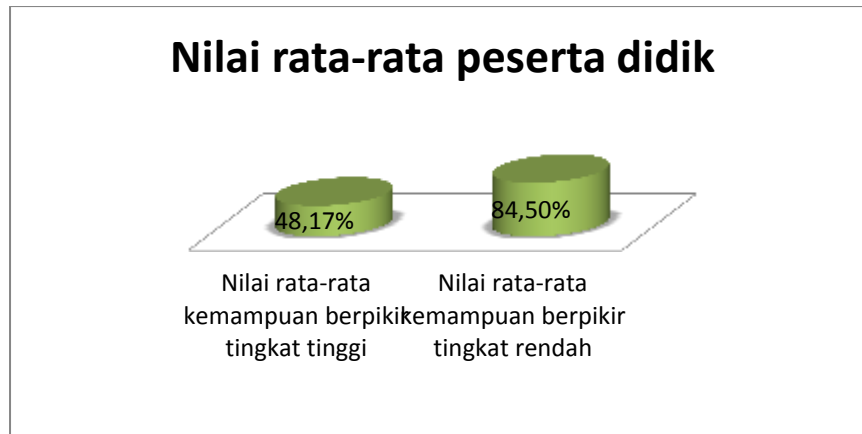 Nilai rata-rata peserta didik
48,17%
84,50%
Nilai rata-rata
kemampuan berpikir
tingkat tinggi
Nilai rata-rata
kemampuan berpikir
tingkat rendah